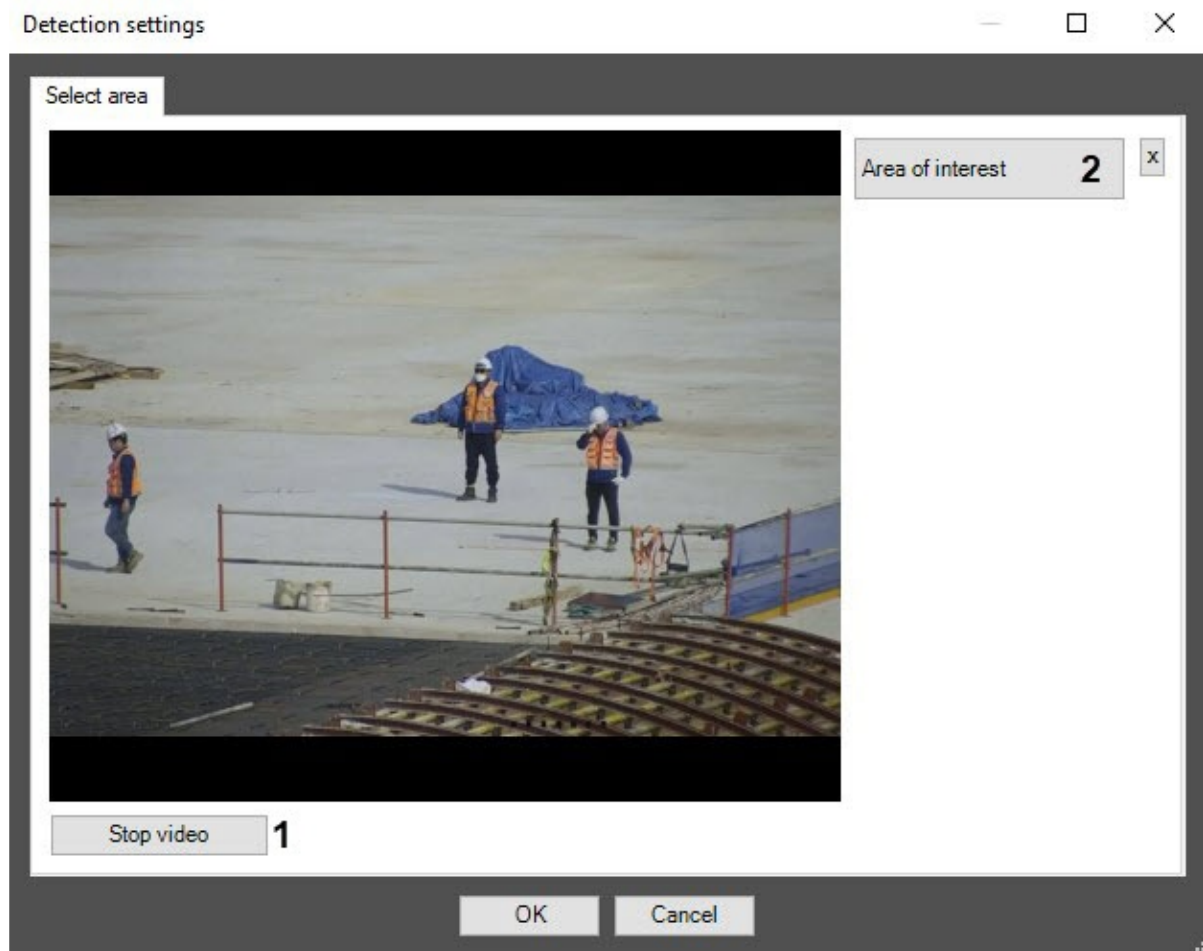 Detection settings
Select area
Area of interest 2
x
Stop video 1
OK
Cancel